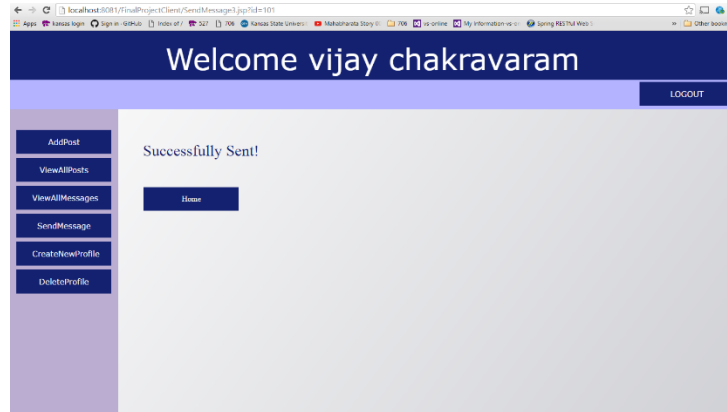 localhost:8081/FinalProjectClient/SendMessage3.jsp?id=101
Apps kansas login Sign in · GitHub Index of / 527 706 Kansas State Univers Mahabharata Story 706 vs-online My Information-vs-on Spring RESTful Web S » Other bookm
Welcome vijay chakravaram
LOGOUT
AddPost
ViewAllPosts
ViewAllMessages
SendMessage
CreateNewProfile
DeleteProfile
Successfully Sent!
Home